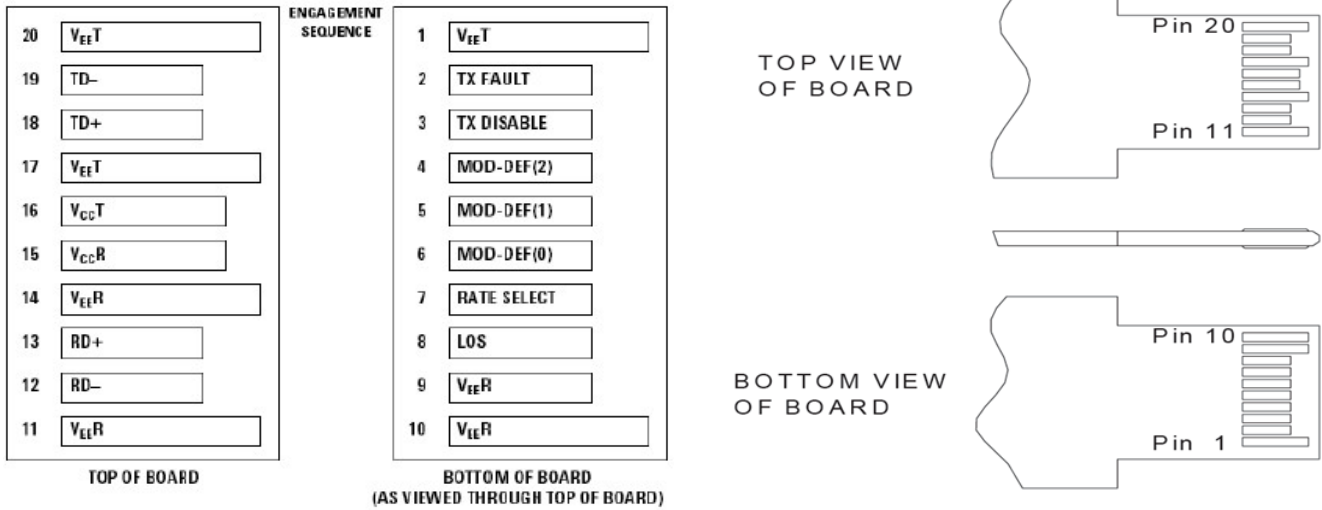 ENGAGEMENT
SEQUENCE
20 VEET
19 TD–
18 TD+
17 VEET
16 VCCT
15 VCCR
14 VEER
13 RD+
12 RD–
11 VEER
TOP OF BOARD
1 VEET
2 TX FAULT
3 TX DISABLE
4 MOD-DEF(2)
5 MOD-DEF(1)
6 MOD-DEF(0)
7 RATE SELECT
8 LOS
9 VEER
10 VEER
BOTTOM OF BOARD
(AS VIEWED THROUGH TOP OF BOARD)
TOP VIEW
OF BOARD
Pin 20
Pin 11
BOTTOM VIEW
OF BOARD
Pin 10
Pin 1